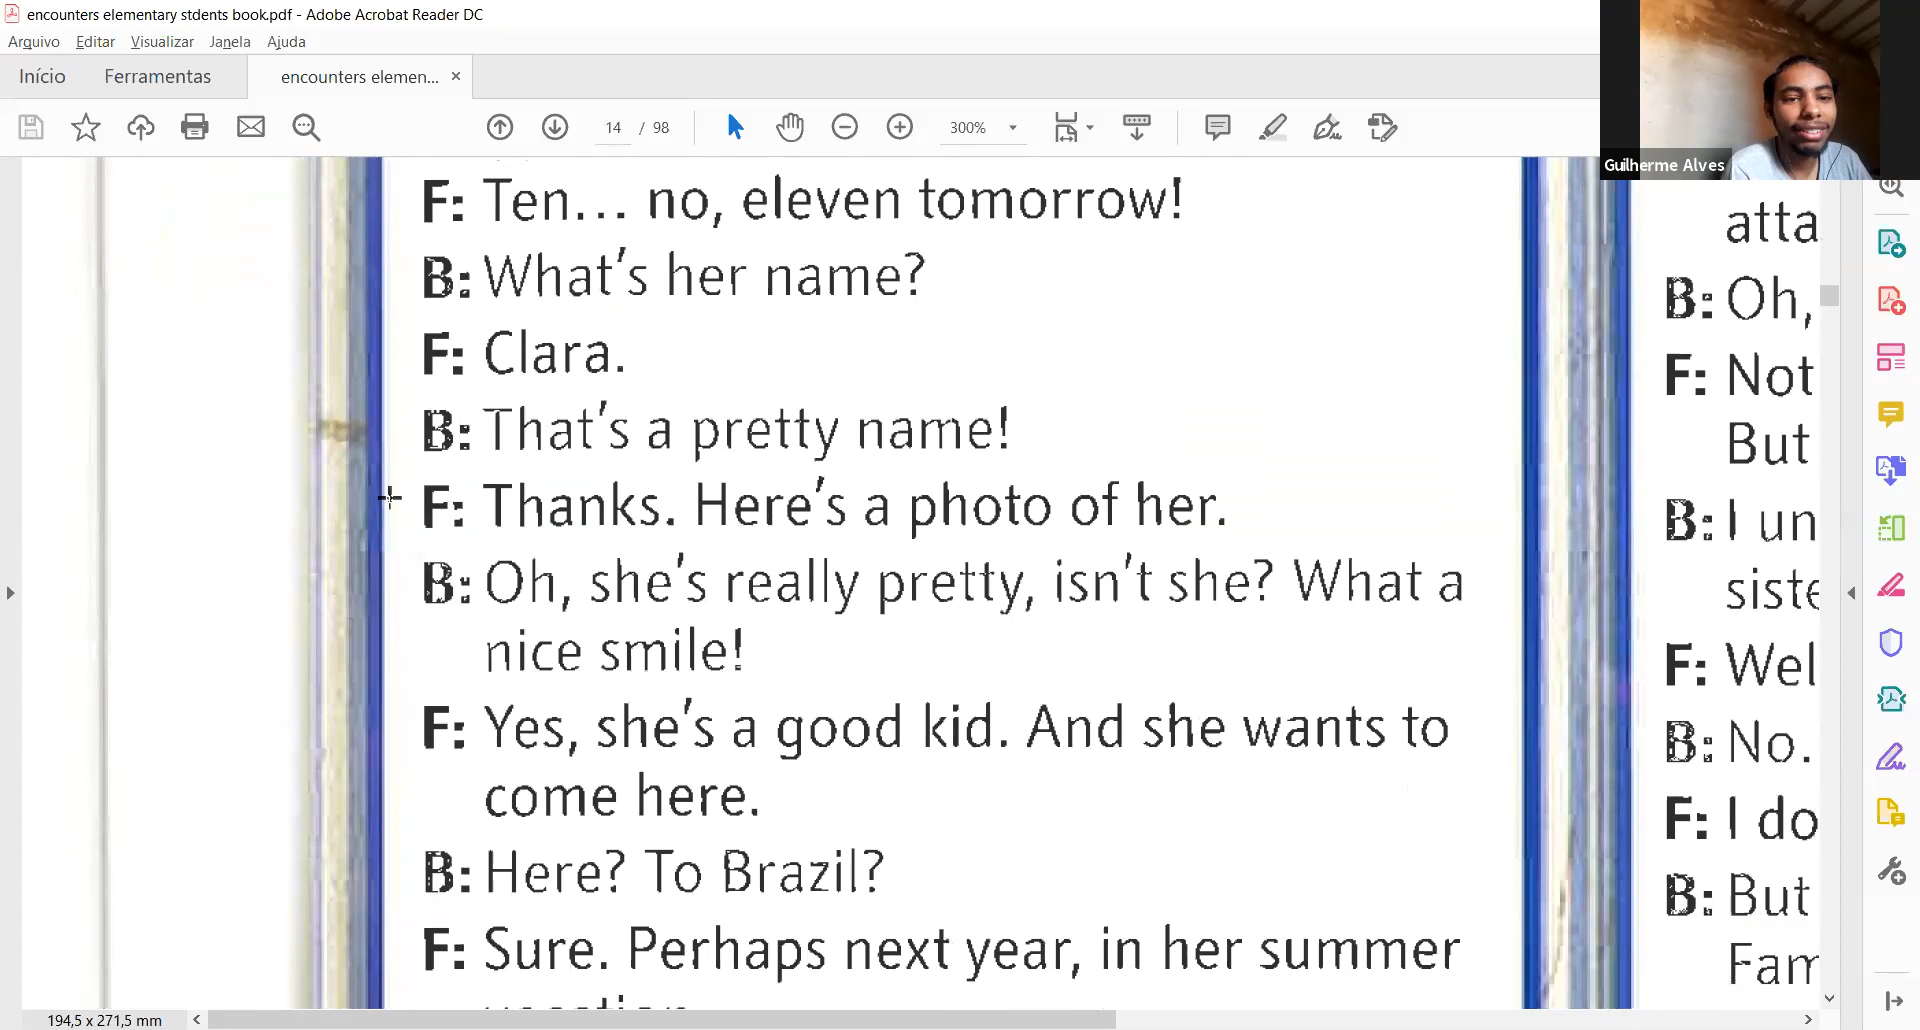 encounters elementary stdents book.pdf - Adobe Acrobat Reader DC
Arquivo Editar Visualizar Janela Ajuda
Início Ferramentas encounters elemen... ×
14 / 98 300%
Guilherme Alves
F: Ten... no, eleven tomorrow!
B: What's her name?
F: Clara.
B: That's a pretty name!
F: Thanks. Here's a photo of her.
B: Oh, she's really pretty, isn't she? What a
nice smile!
F: Yes, she's a good kid. And she wants to
come here.
B: Here? To Brazil?
F: Sure. Perhaps next year, in her summer
atta
B: Oh,
F: Not
But
B: I un
siste
F: Wel
B: No.
F: I do
B: But
Fam
194,5 x 271,5 mm